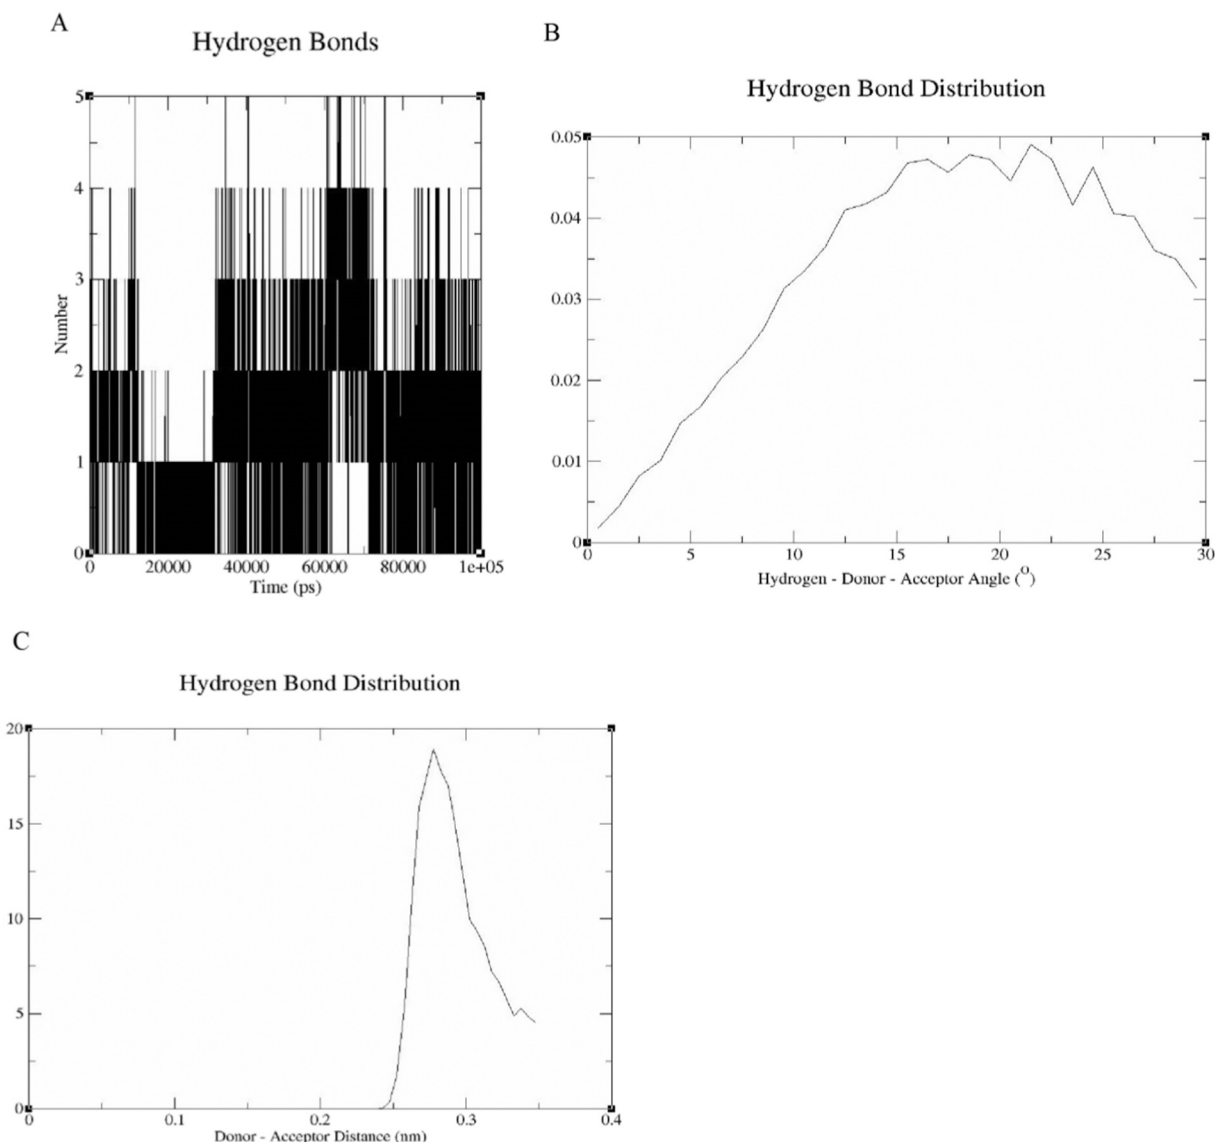 A
Hydrogen Bonds
5
4
3
2
1
0
Number
0 20000 40000 60000 80000 1e+05
Time (ps)
B
Hydrogen Bond Distribution
0.05
0.04
0.03
0.02
0.01
0
0 5 10 15 20 25 30
Hydrogen - Donor - Acceptor Angle (o)
C
Hydrogen Bond Distribution
20
15
10
5
0
0 0.1 0.2 0.3 0.4
Donor - Acceptor Distance (nm)